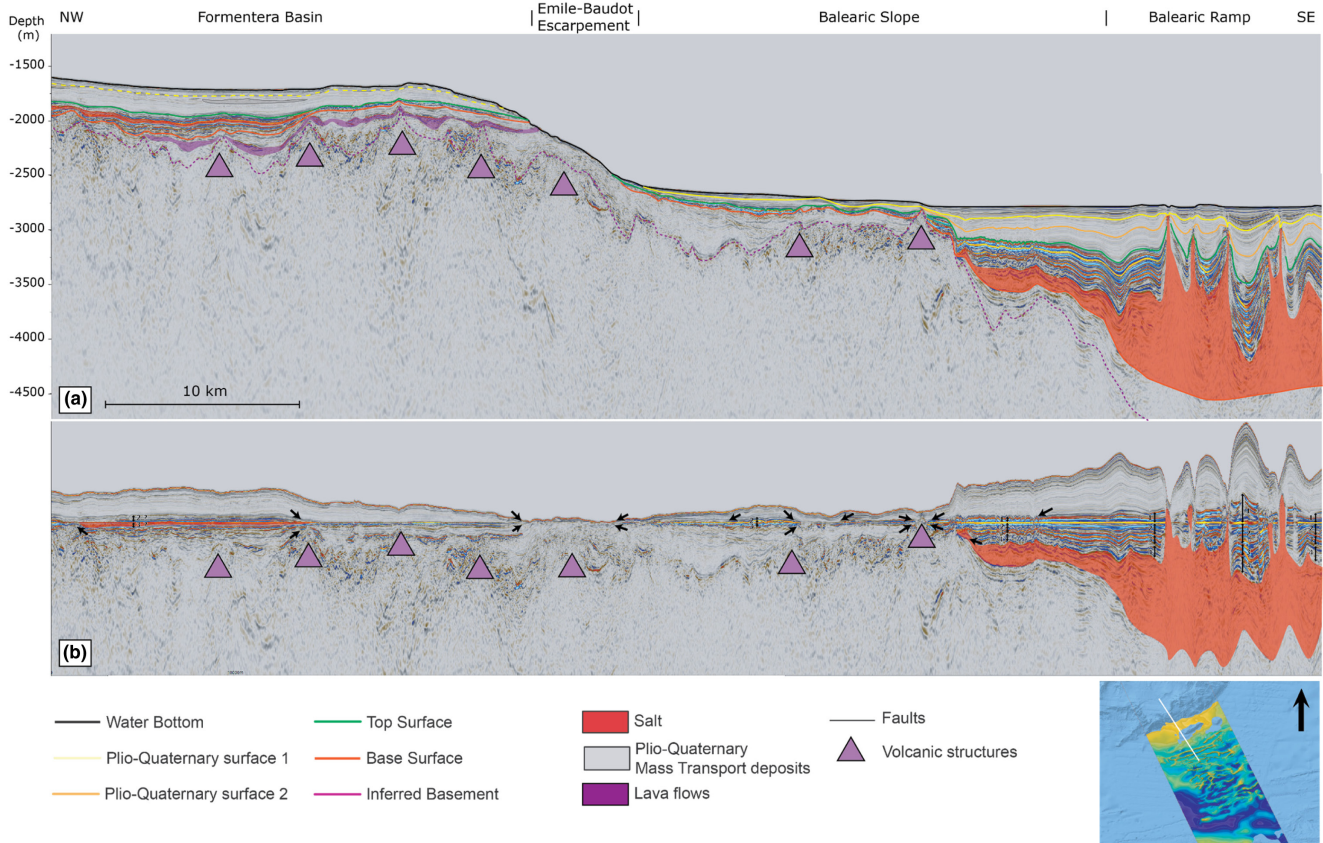 Depth
(m)
NW
Formentera Basin
Emile-Baudot
Escarpement
Balearic Slope
Balearic Ramp
SE
-1500
-2000
-2500
-3000
-3500
-4000
-4500
10 km
(a)
(b)
Water Bottom
Plio-Quaternary surface 1
Plio-Quaternary surface 2
Top Surface
Base Surface
Inferred Basement
Salt
Plio-Quaternary
Mass Transport deposits
Lava flows
Faults
Volcanic structures